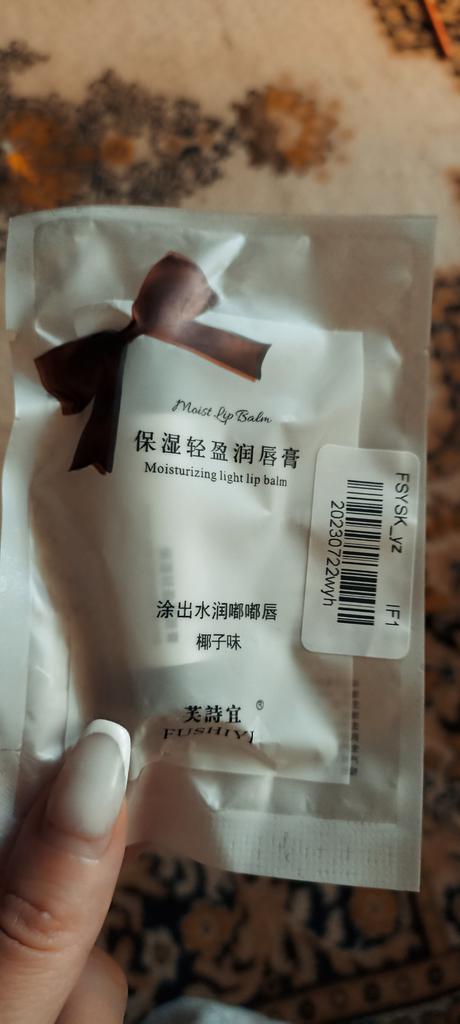 Moist Lip Balm
保湿轻盈润唇膏
Moisturizing light lip balm
涂出水润嘟嘟唇
椰子味
芙詩宜®
FUSHIYI
FSYSK_yz
IF1
20230722wyh